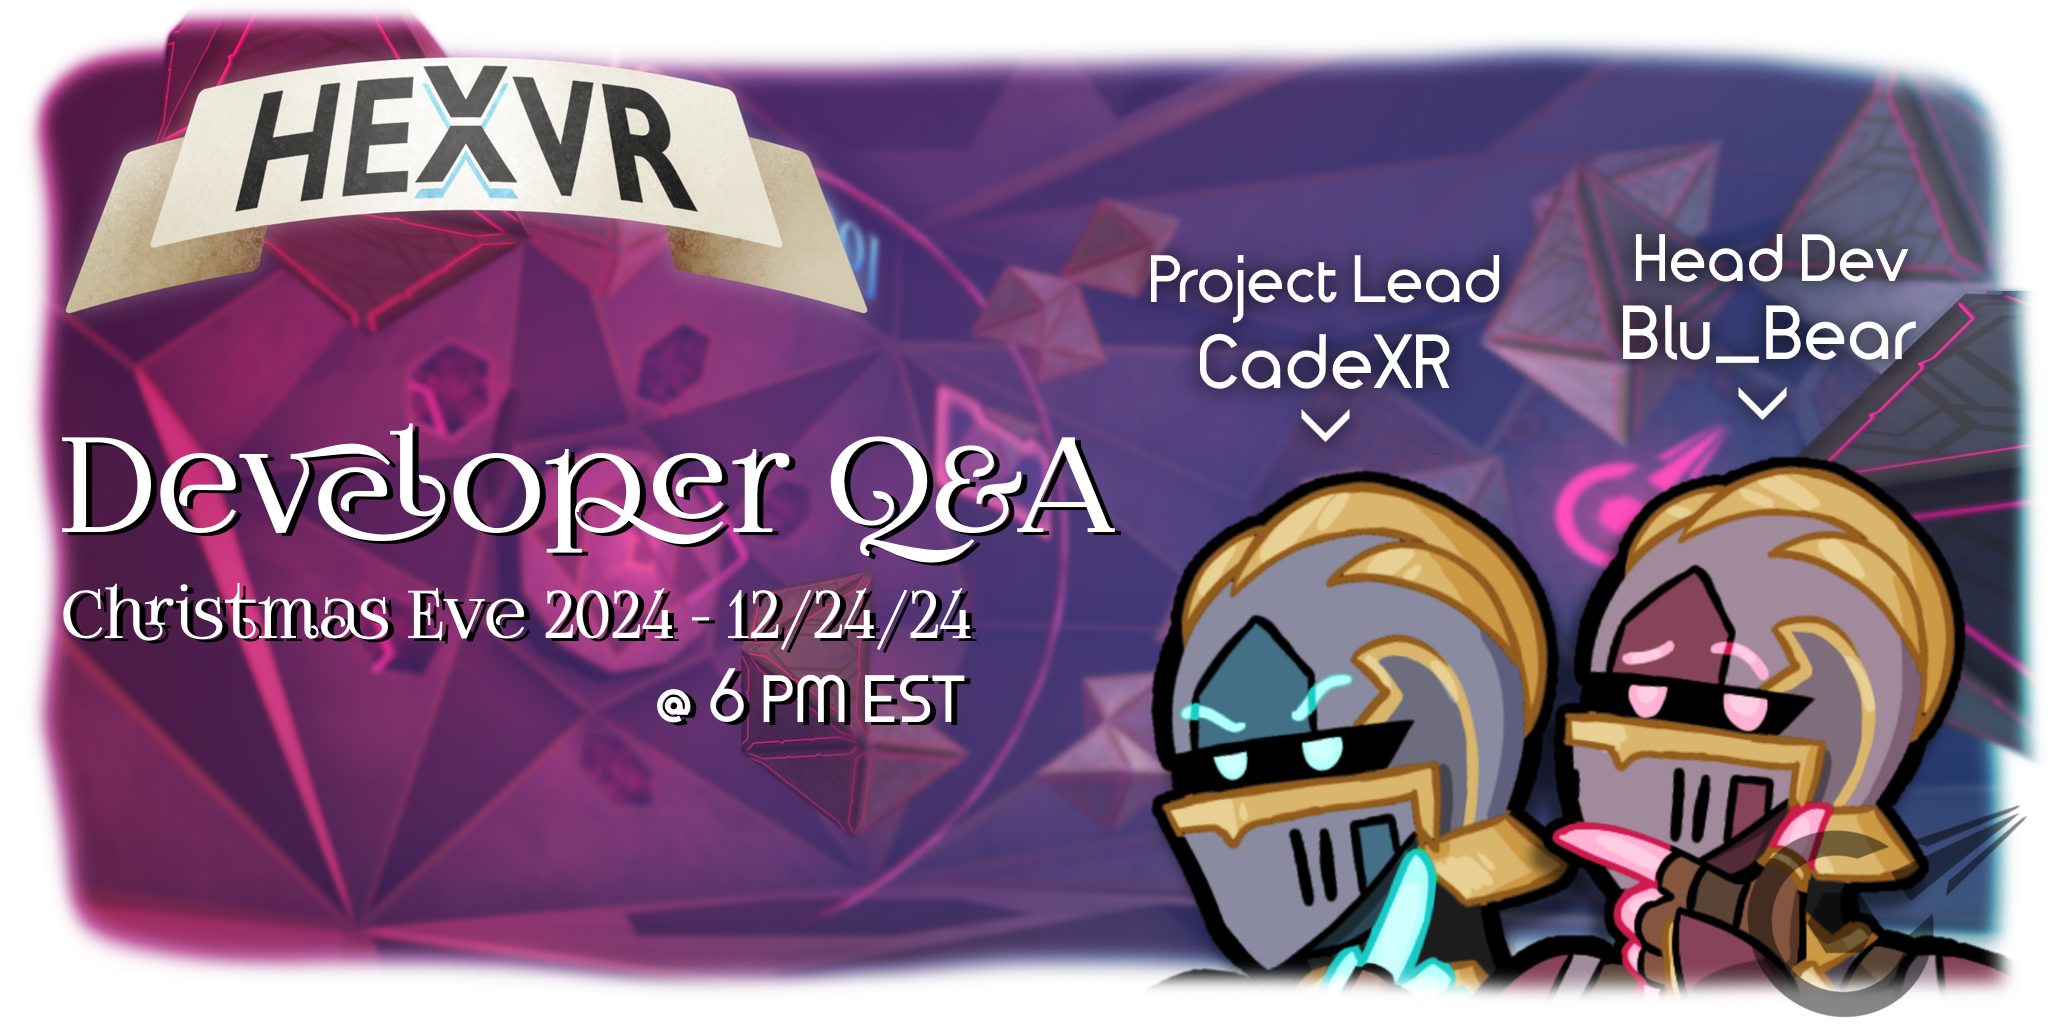 HEXVR
Project Lead
CadeXR
Head Dev
Blu_Bear
Developer Q&A
Christmas Eve 2024 - 12/24/24
@ 6 PM EST